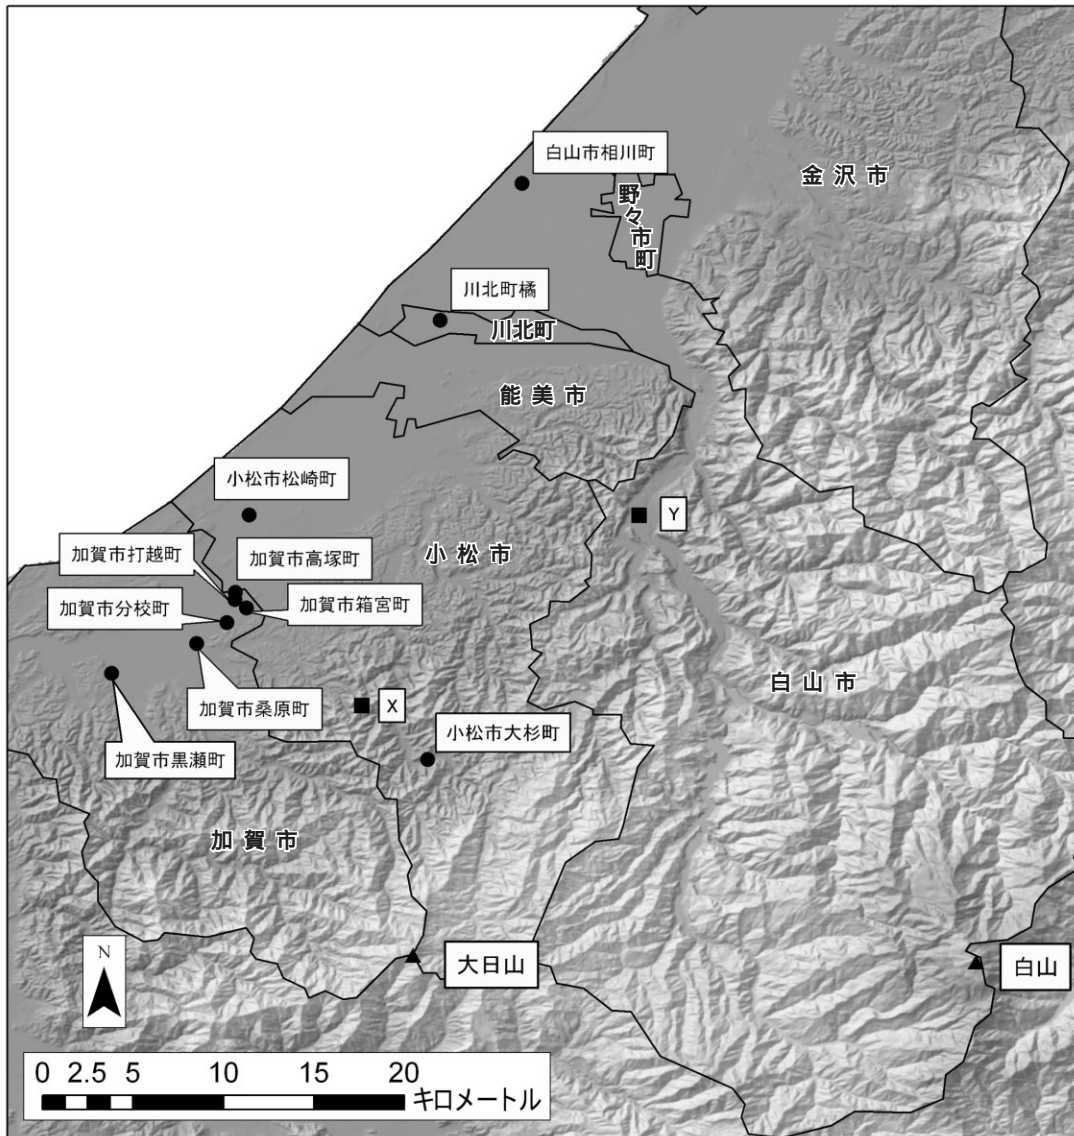 白山市相川町
金沢市
野々市町
川北町橘
川北町
能美市
小松市松崎町
Y
加賀市打越町
加賀市高塚町
小松市
加賀市分校町
加賀市箱宮町
白山市
加賀市桑原町
X
小松市大杉町
加賀市黒瀬町
加賀市
N
大日山
白山
0 2.5 5 10 15 20
キロメートル